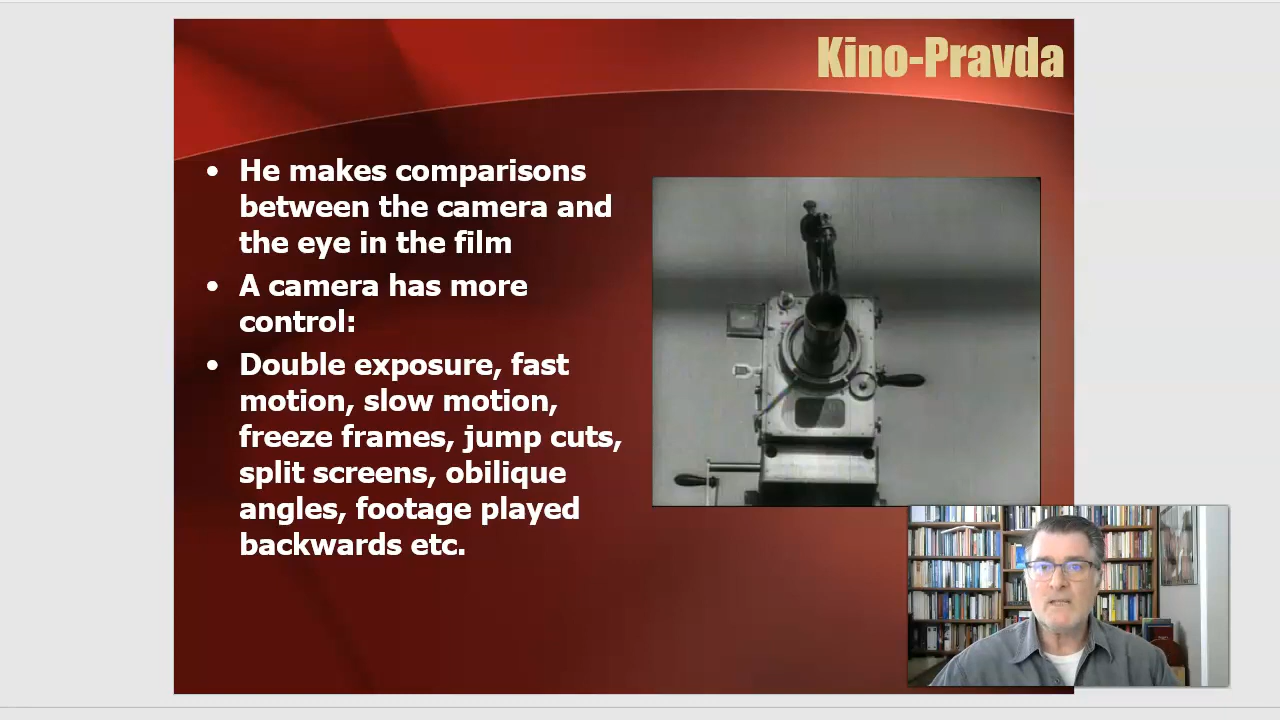 Kino-Pravda
• He makes comparisons
between the camera and
the eye in the film
• A camera has more
control:
• Double exposure, fast
motion, slow motion,
freeze frames, jump cuts,
split screens, obilique
angles, footage played
backwards etc.